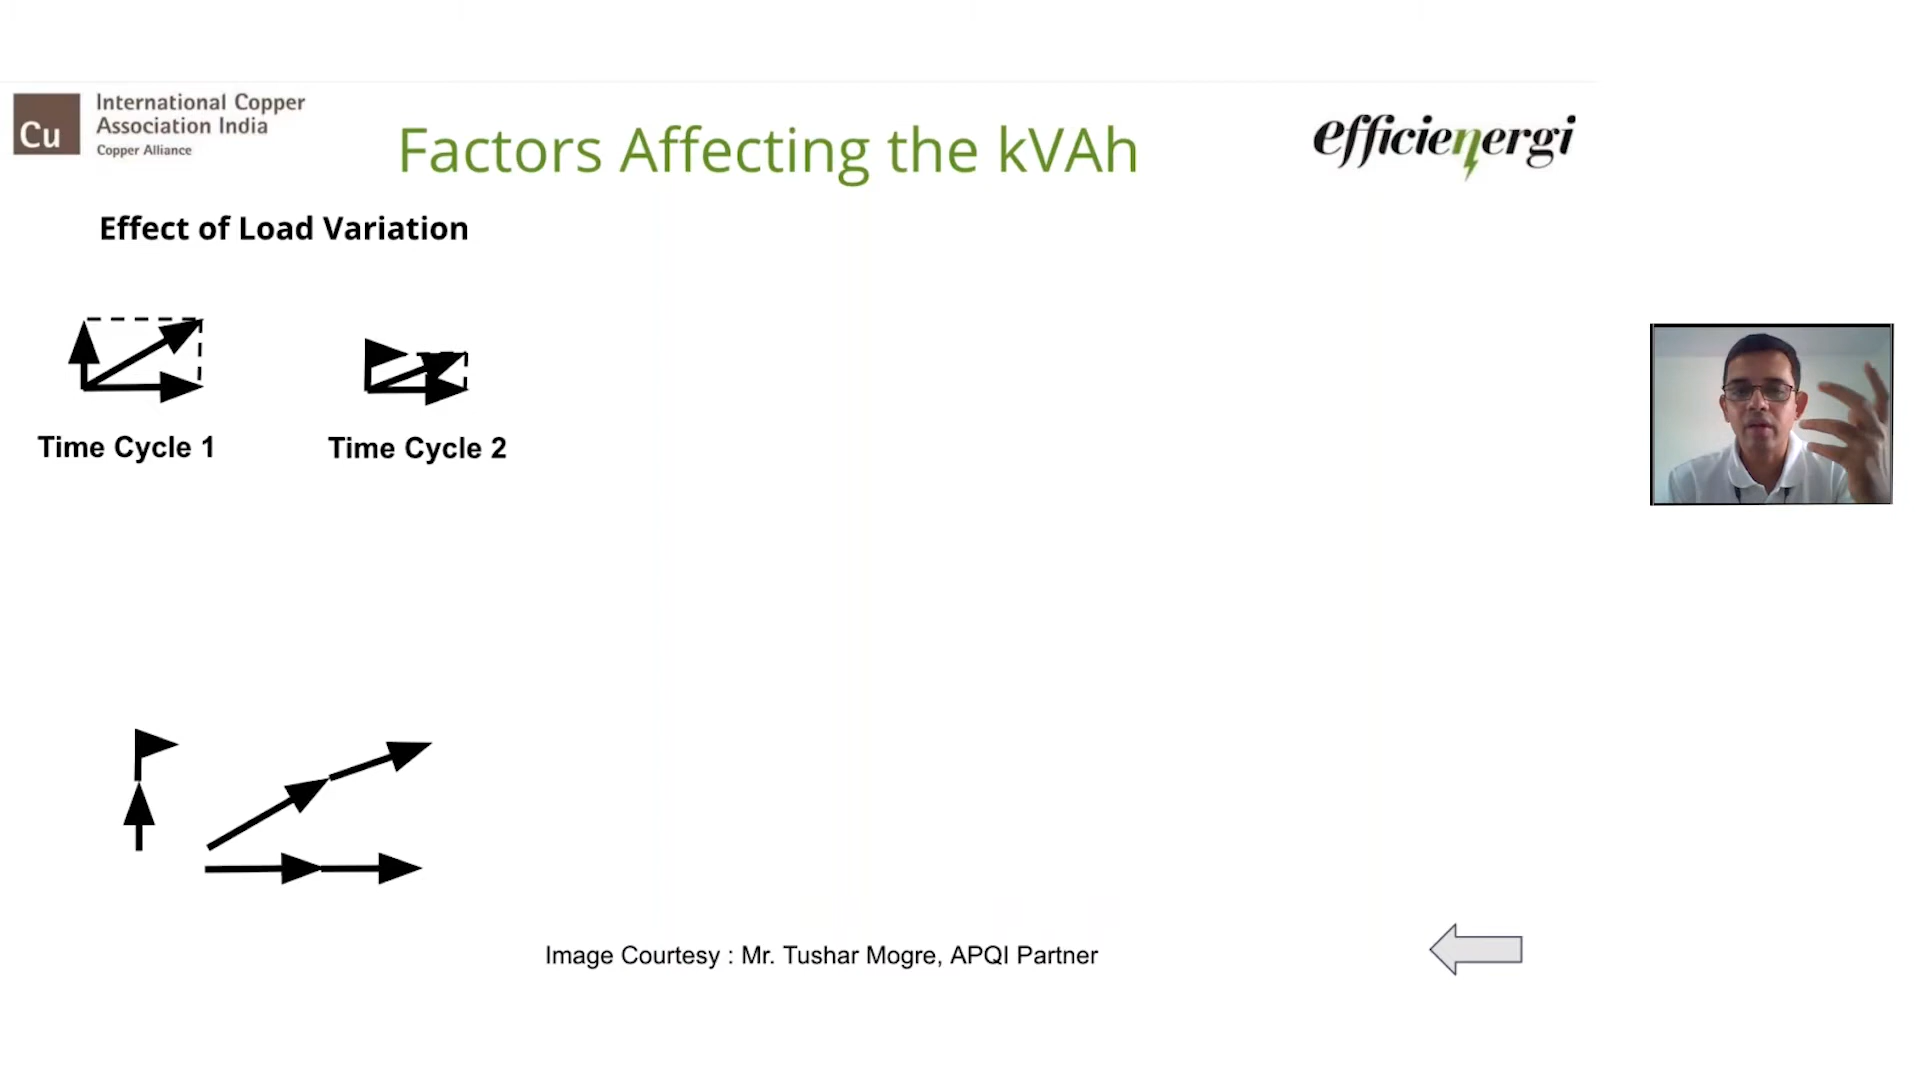 Cu
International Copper
Association India
Copper Alliance
Factors Affecting the kVAh
efficienergi
Effect of Load Variation
Time Cycle 1
Time Cycle 2
Image Courtesy : Mr. Tushar Mogre, APQI Partner